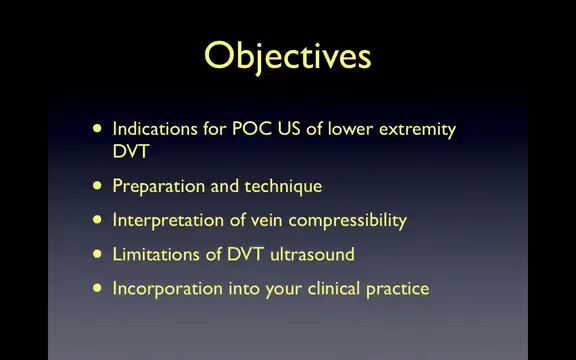 Objectives
• Indications for POC US of lower extremity
DVT
• Preparation and technique
• Interpretation of vein compressibility
• Limitations of DVT ultrasound
• Incorporation into your clinical practice